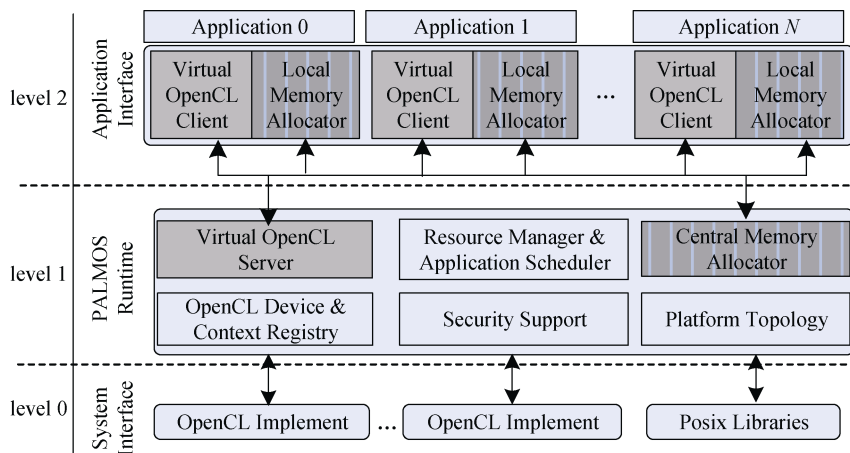 Application 0
Application 1
Application N
level 2
Application
Interface
Virtual
OpenCL
Client
Local
Memory
Allocator
Virtual
OpenCL
Client
Local
Memory
Allocator
...
Virtual
OpenCL
Client
Local
Memory
Allocator
level 1
PALMOS
Runtime
Virtual OpenCL
Server
Resource Manager &
Application Scheduler
Central Memory
Allocator
OpenCL Device &
Context Registry
Security Support
Platform Topology
level 0
System
Interface
OpenCL Implement
...
OpenCL Implement
Posix Libraries